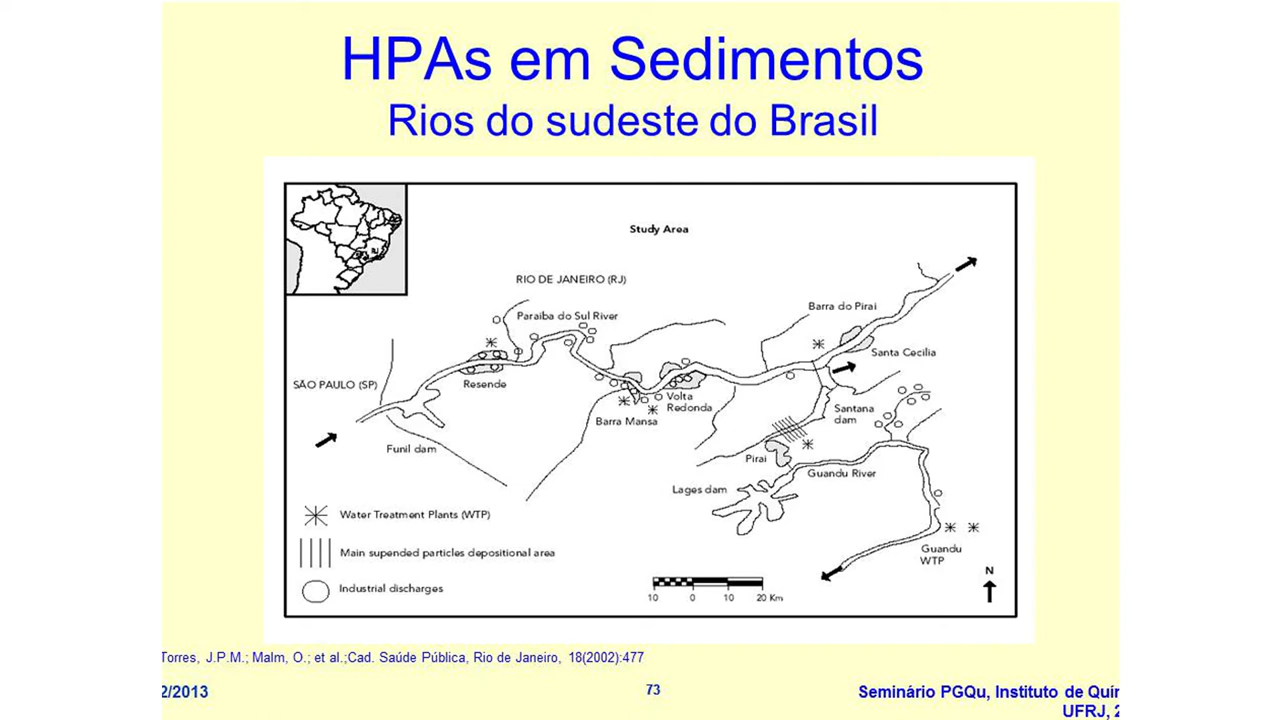 HPAs em Sedimentos
Rios do sudeste do Brasil
Study Area
RIO DE JANEIRO (RJ)
Paraiba do Sul River
Barra do Pirai
Santa Cecilia
SÃO PAULO (SP)
Resende
Volta
Redonda
Barra Mansa
Santana
dam
Funil dam
Pirai
Guandu River
Lages dam
Water Treatment Plants (WTP)
Main supended particles depositional area
Industrial discharges
Guandu
WTP
N
10 0 10 20 Km
Torres, J.P.M.; Malm, O.; et al.;Cad. Saúde Pública, Rio de Janeiro, 18(2002):477
2/2013
73
Seminário PGQu, Instituto de Quír
UFRJ, 2